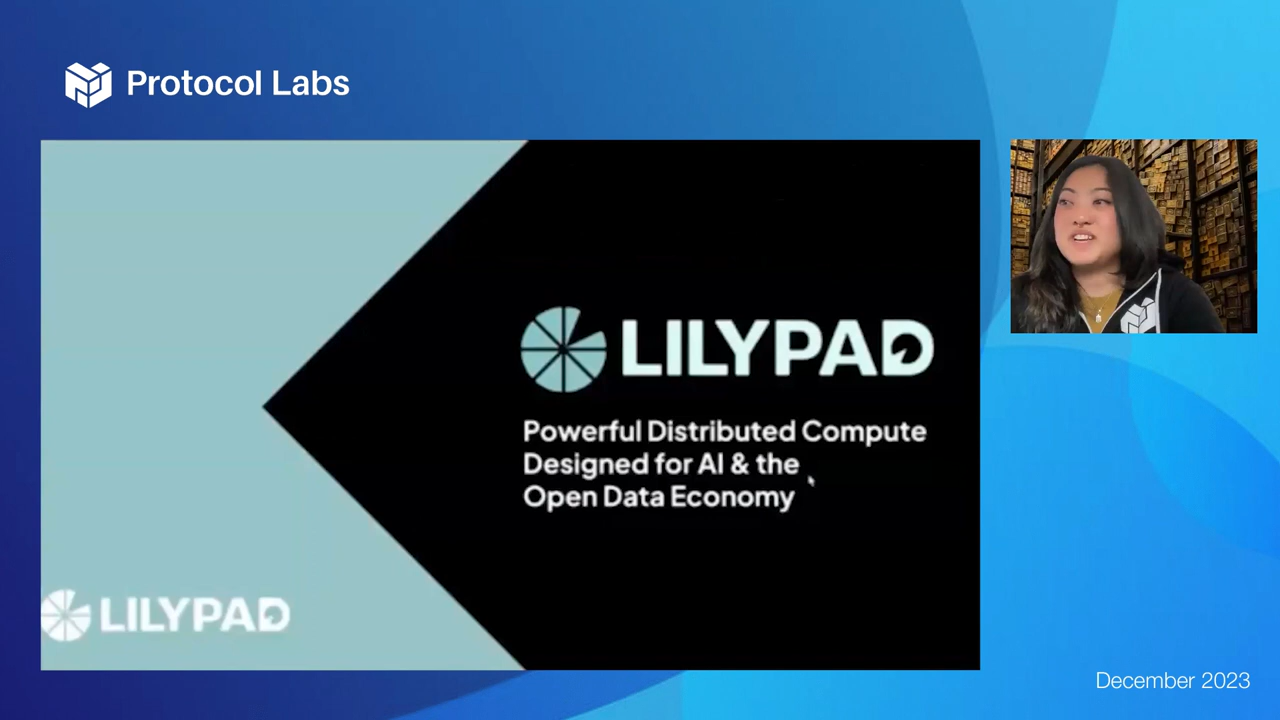 Protocol Labs
LILYPAD
Powerful Distributed Compute
Designed for AI & the
Open Data Economy
LILYPAD
December 2023